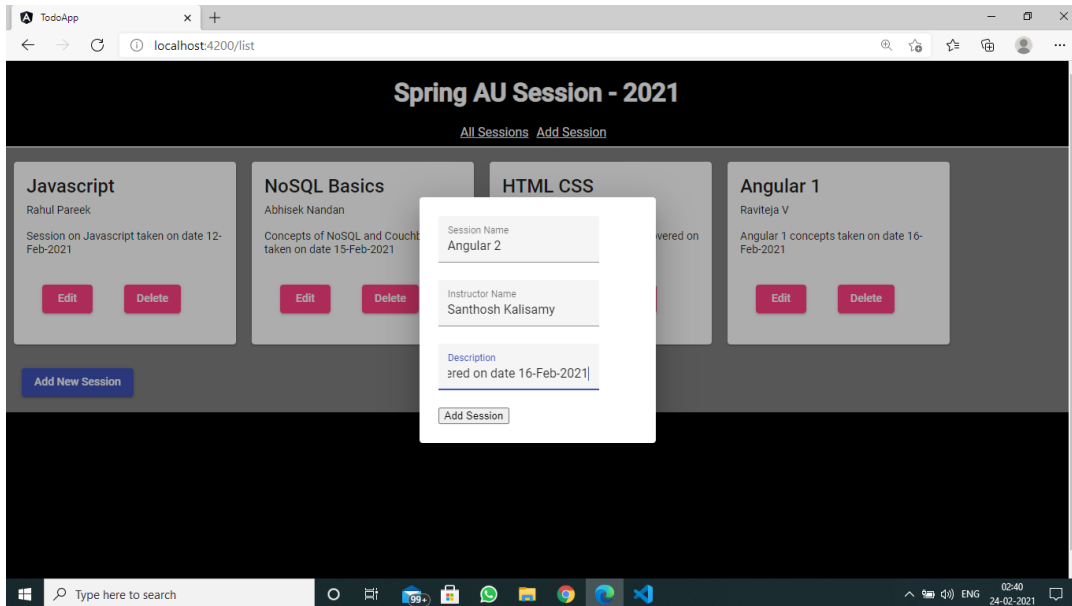 TodoApp
localhost:4200/list
Spring AU Session - 2021
All Sessions Add Session
Javascript
Rahul Pareek
Session on Javascript taken on date 12-
Feb-2021
Edit Delete
NoSQL Basics
Abhisek Nandan
Concepts of NoSQL and
taken on date 15-Feb-2021
Edit Delete
HTML CSS
on
Angular 1
Raviteja V
Angular 1 concepts taken on date 16-
Feb-2021
Edit Delete
Add New Session
Session Name
Angular 2
Instructor Name
Santhosh Kalisamy
Description
ered on date 16-Feb-2021
Add Session
Type here to search
99+
ENG
02:40
24-02-2021